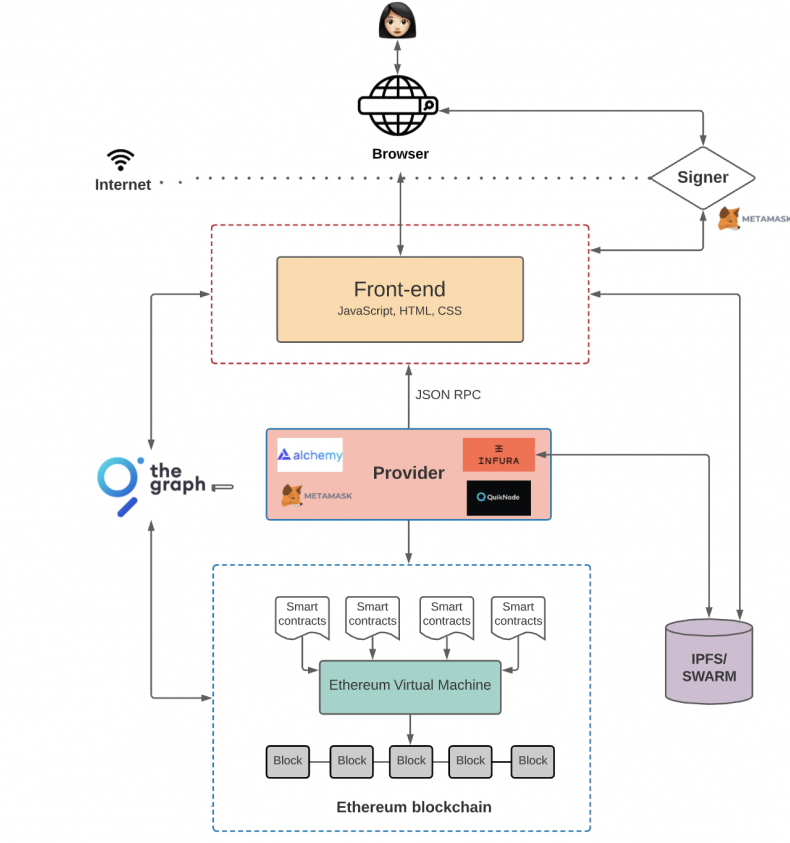 Browser
Internet
Signer
METAMASK
Front-end
JavaScript, HTML, CSS
JSON RPC
alchemy
Provider
INFURA
METAMASK
QuikNode
the
graph
Smart
contracts
Smart
contracts
Smart
contracts
Smart
contracts
Ethereum Virtual Machine
IPFS/
SWARM
Block
Block
Block
Block
Block
Ethereum blockchain